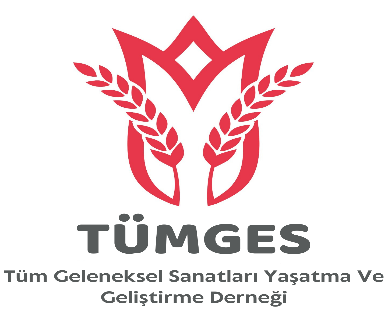 TÜMGES
Tüm Geleneksel Sanatları Yaşatma Ve
Geliştirme Derneği